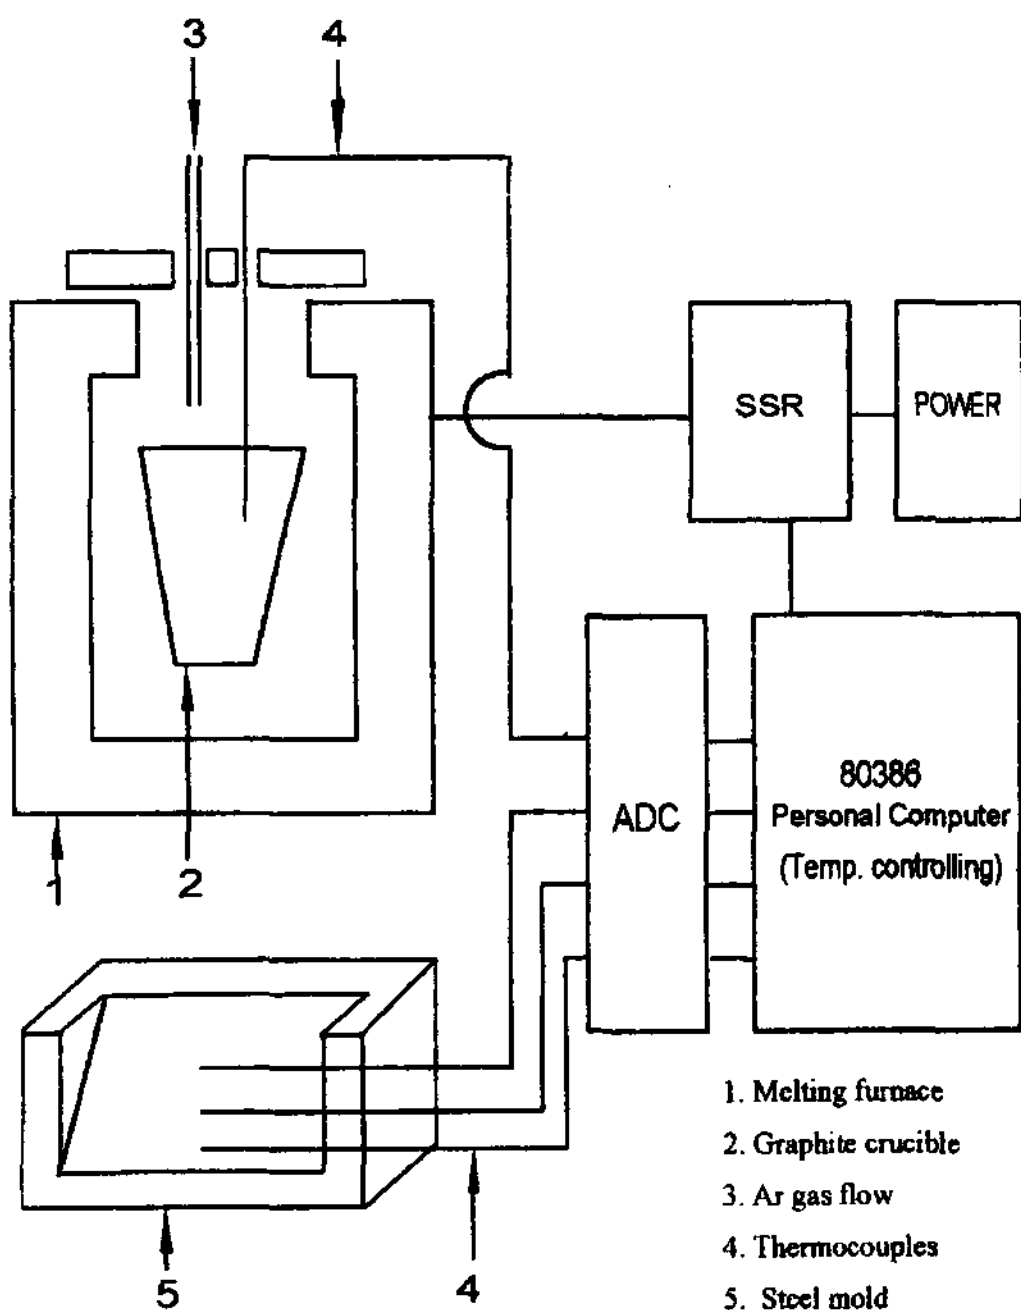 3 4
SSR
POWER
80386
ADC
Personal Computer
(Temp. controlling)
1 2
1. Melting furnace
2. Graphite crucible
3. Ar gas flow
4. Thermocouples
5. Steel mold
5 4